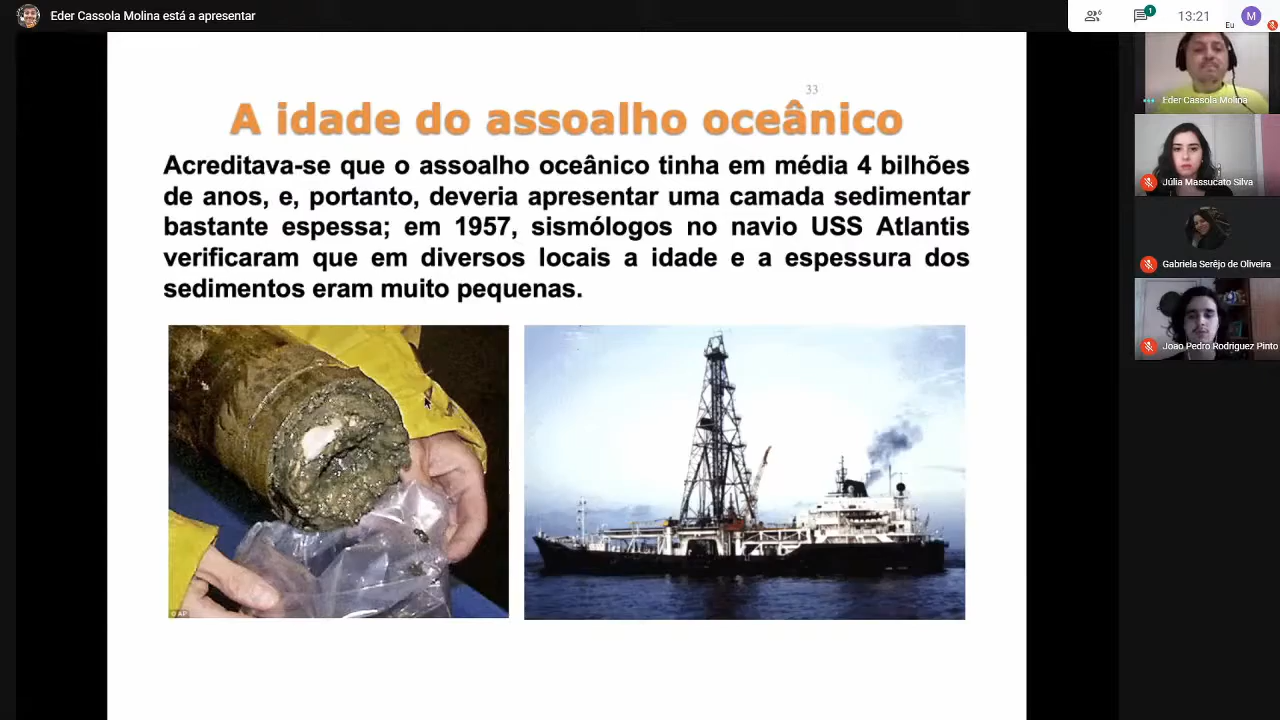 Eder Cassola Molina está a apresentar
6
1
13:21
Eu
M
33
A idade do assoalho oceânico
Acreditava-se que o assoalho oceânico tinha em média 4 bilhões
de anos, e, portanto, deveria apresentar uma camada sedimentar
bastante espessa; em 1957, sismólogos no navio USS Atlantis
verificaram que em diversos locais a idade e a espessura dos
sedimentos eram muito pequenas.
© AP
Eder Cassola Molina
Júlia Massucato Silva
Gabriela Serêjo de Oliveira
Joao Pedro Rodriguez Pinto